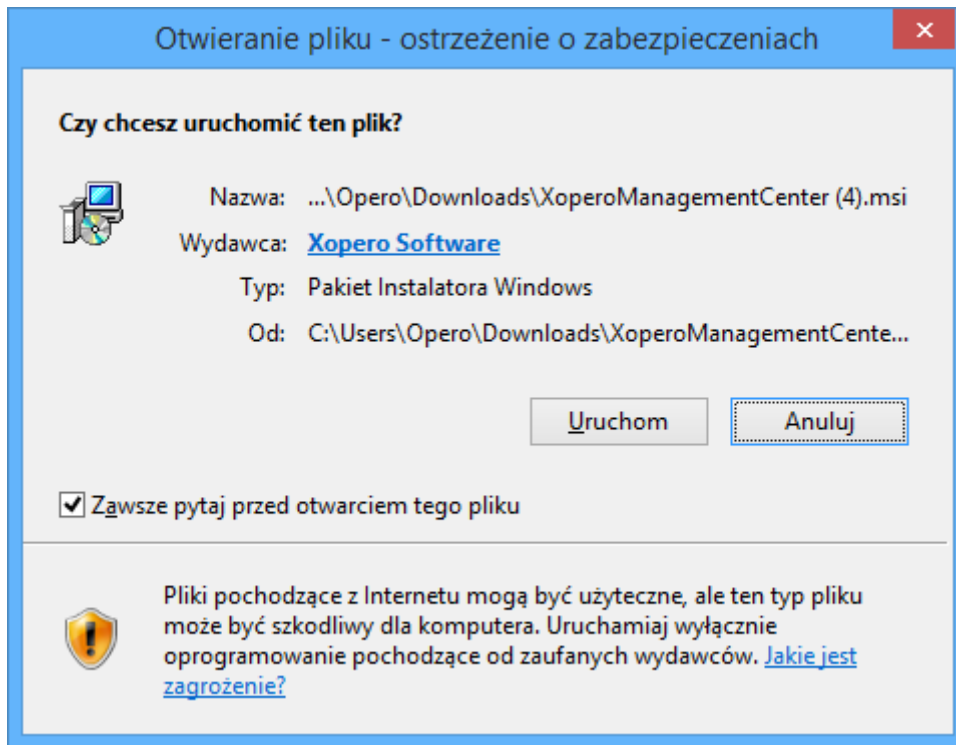 Otwieranie pliku - ostrzeżenie o zabezpieczeniach
Czy chcesz uruchomić ten plik?
Nazwa: ...\Opero\Downloads\XoperoManagementCenter (4).msi
Wydawca: Xopero Software
Typ: Pakiet Instalatora Windows
Od: C:\Users\Opero\Downloads\XoperoManagementCente...
Uruchom Anuluj
Zawsze pytaj przed otwarciem tego pliku
Pliki pochodzące z Internetu mogą być użyteczne, ale ten typ pliku
może być szkodliwy dla komputera. Uruchamiaj wyłącznie
oprogramowanie pochodzące od zaufanych wydawców. Jakie jest
zagrożenie?